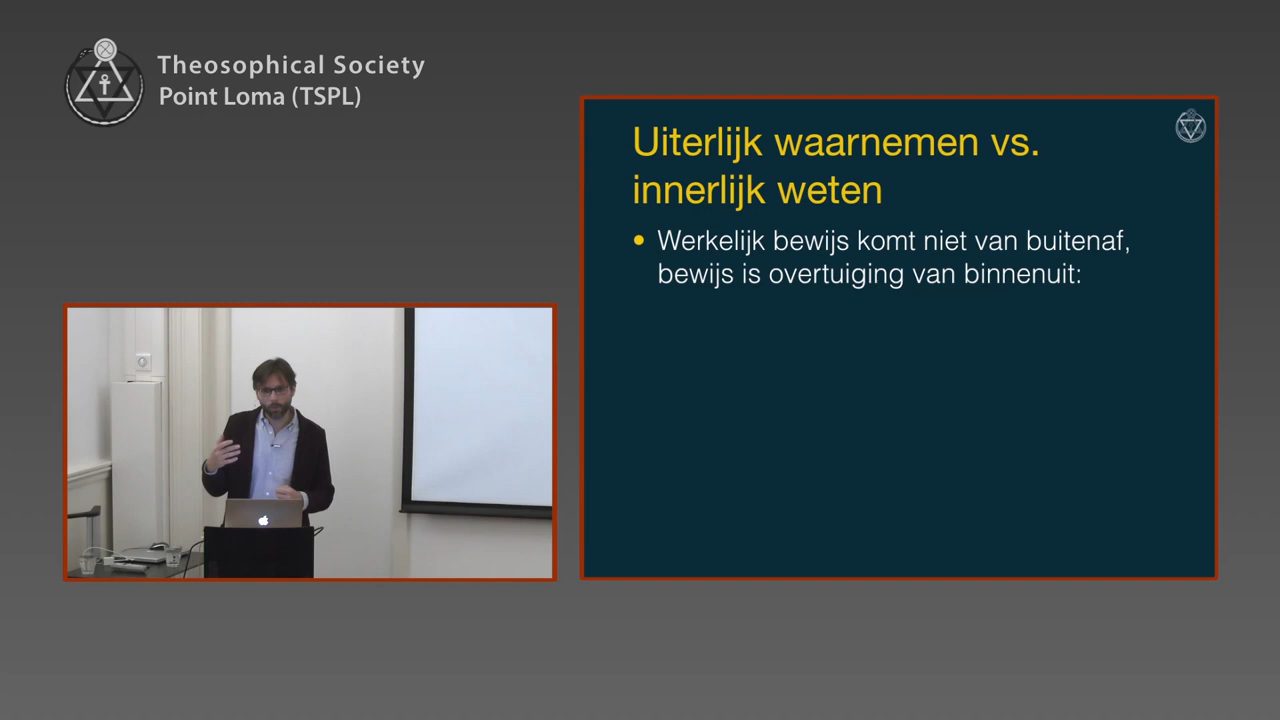 Theosophical Society
Point Loma (TSPL)
Uiterlijk waarnemen vs.
innerlijk weten
• Werkelijk bewijs komt niet van buitenaf,
bewijs is overtuiging van binnenuit: